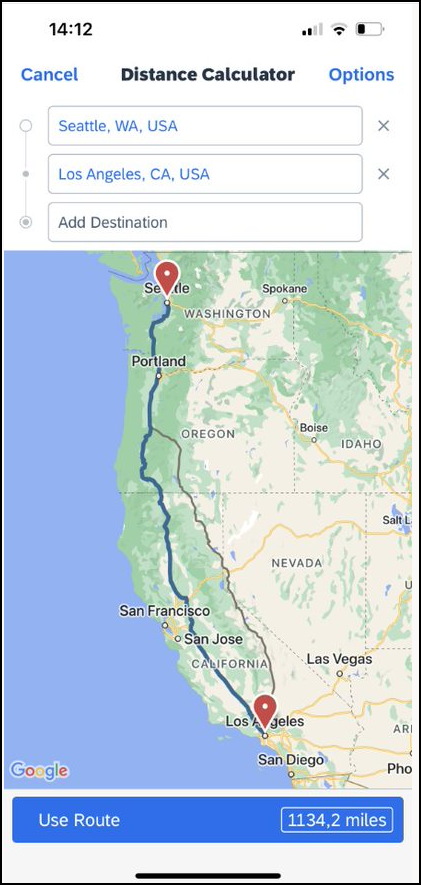 14:12
Cancel Distance Calculator Options
Seattle, WA, USA
Los Angeles, CA, USA
Add Destination
Seattle
Spokane
WASHINGTON
Portland
OREGON
Boise
IDAHO
Salt L
NEVADA
U
San Francisco
San Jose
CALIFORNIA
Las Vegas
Los Angeles
ARI
San Diego
Pho
Google
Use Route 1134,2 miles